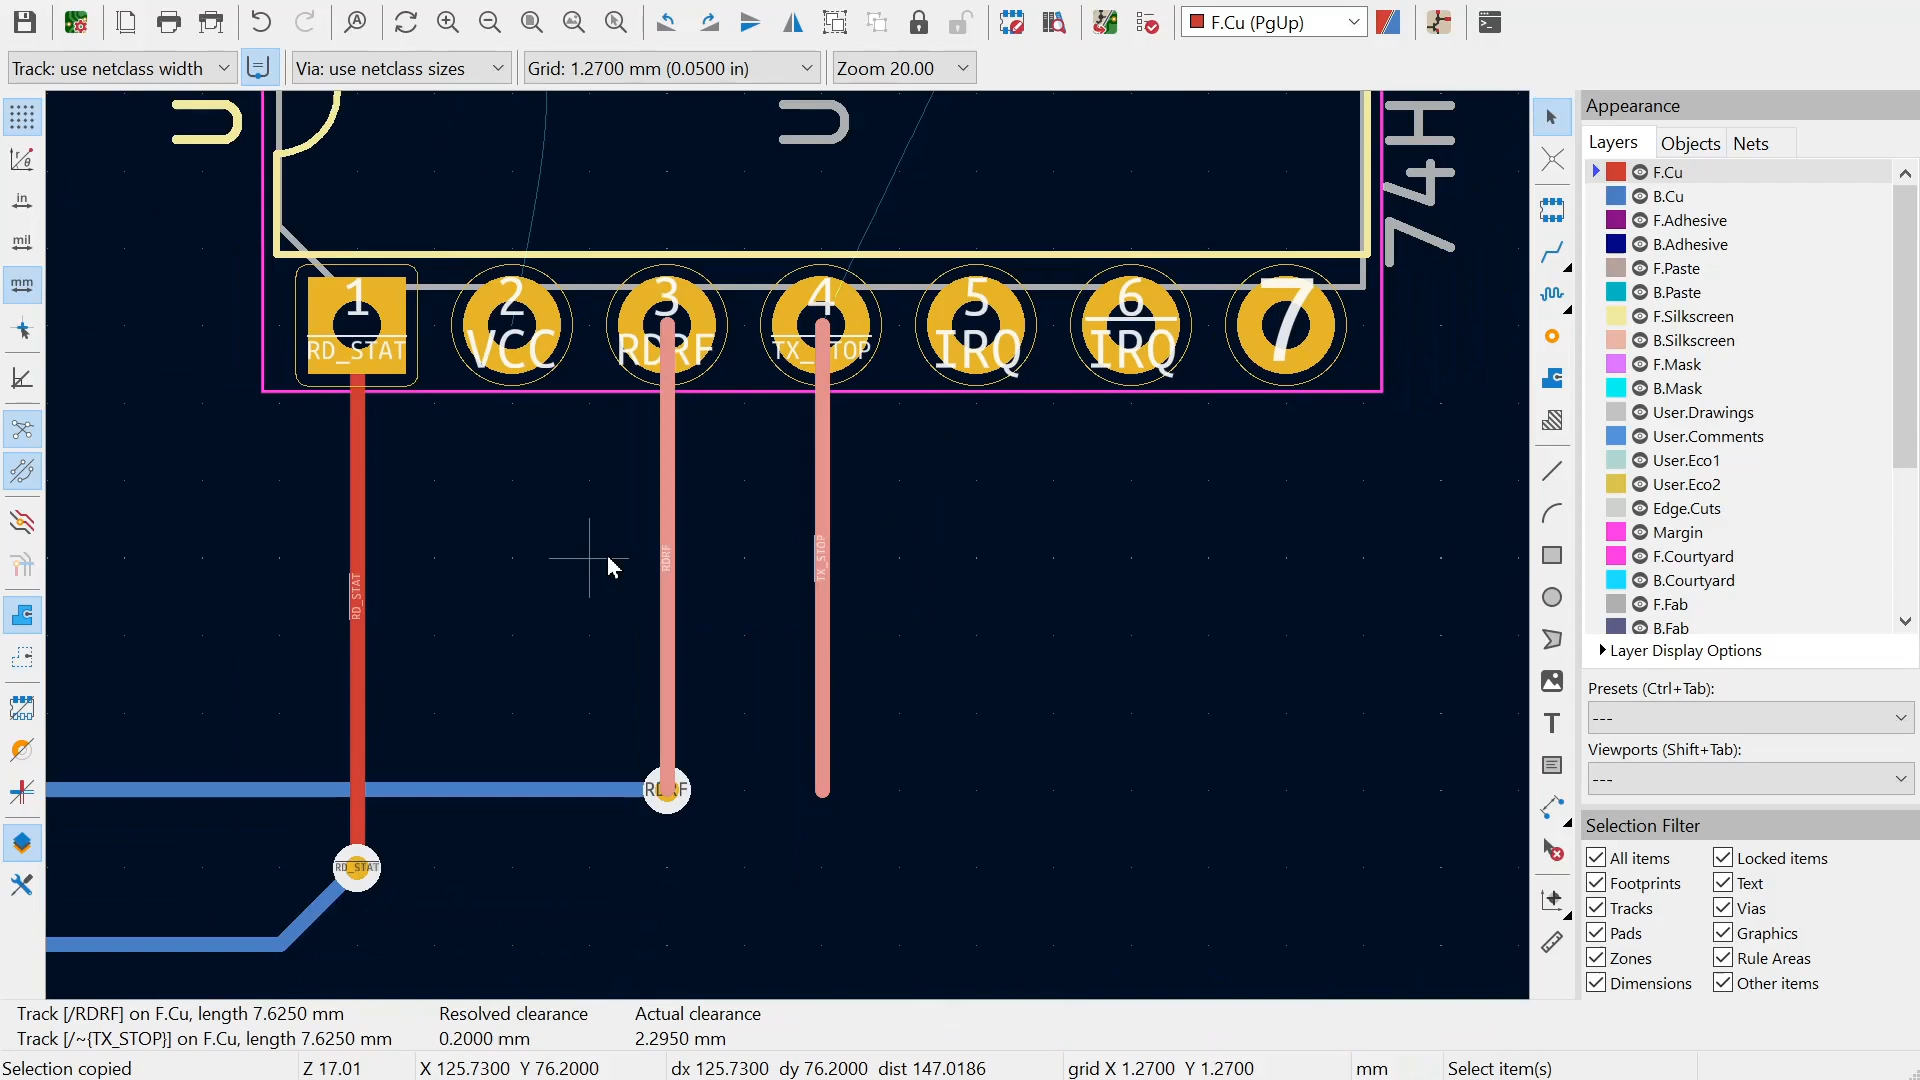 F.Cu (PgUp)
Track: use netclass width
Via: use netclass sizes
Grid: 1.2700 mm (0.0500 in)
Zoom 20.00
in
mil
mm
U
U
74H
1
RD_STAT
2
VCC
3
RDRF
4
TX_STOP
5
IRQ
6
IRQ
7
RD_STAT
RDRF
TX_STOP
RDRF
RD_STAT
T
Appearance
Layers
Objects
Nets
F.Cu
B.Cu
F.Adhesive
B.Adhesive
F.Paste
B.Paste
F.Silkscreen
B.Silkscreen
F.Mask
B.Mask
User.Drawings
User.Comments
User.Eco1
User.Eco2
Edge.Cuts
Margin
F.Courtyard
B.Courtyard
F.Fab
B.Fab
Layer Display Options
Presets (Ctrl+Tab):
---
Viewports (Shift+Tab):
---
Selection Filter
All items
Locked items
Footprints
Text
Tracks
Vias
Pads
Graphics
Zones
Rule Areas
Dimensions
Other items
Track [/RDRF] on F.Cu, length 7.6250 mm
Resolved clearance
Actual clearance
Track [/~{TX_STOP}] on F.Cu, length 7.6250 mm
0.2000 mm
2.2950 mm
Selection copied
Z 17.01
X 125.7300 Y 76.2000
dx 125.7300 dy 76.2000 dist 147.0186
grid X 1.2700 Y 1.2700
mm
Select item(s)